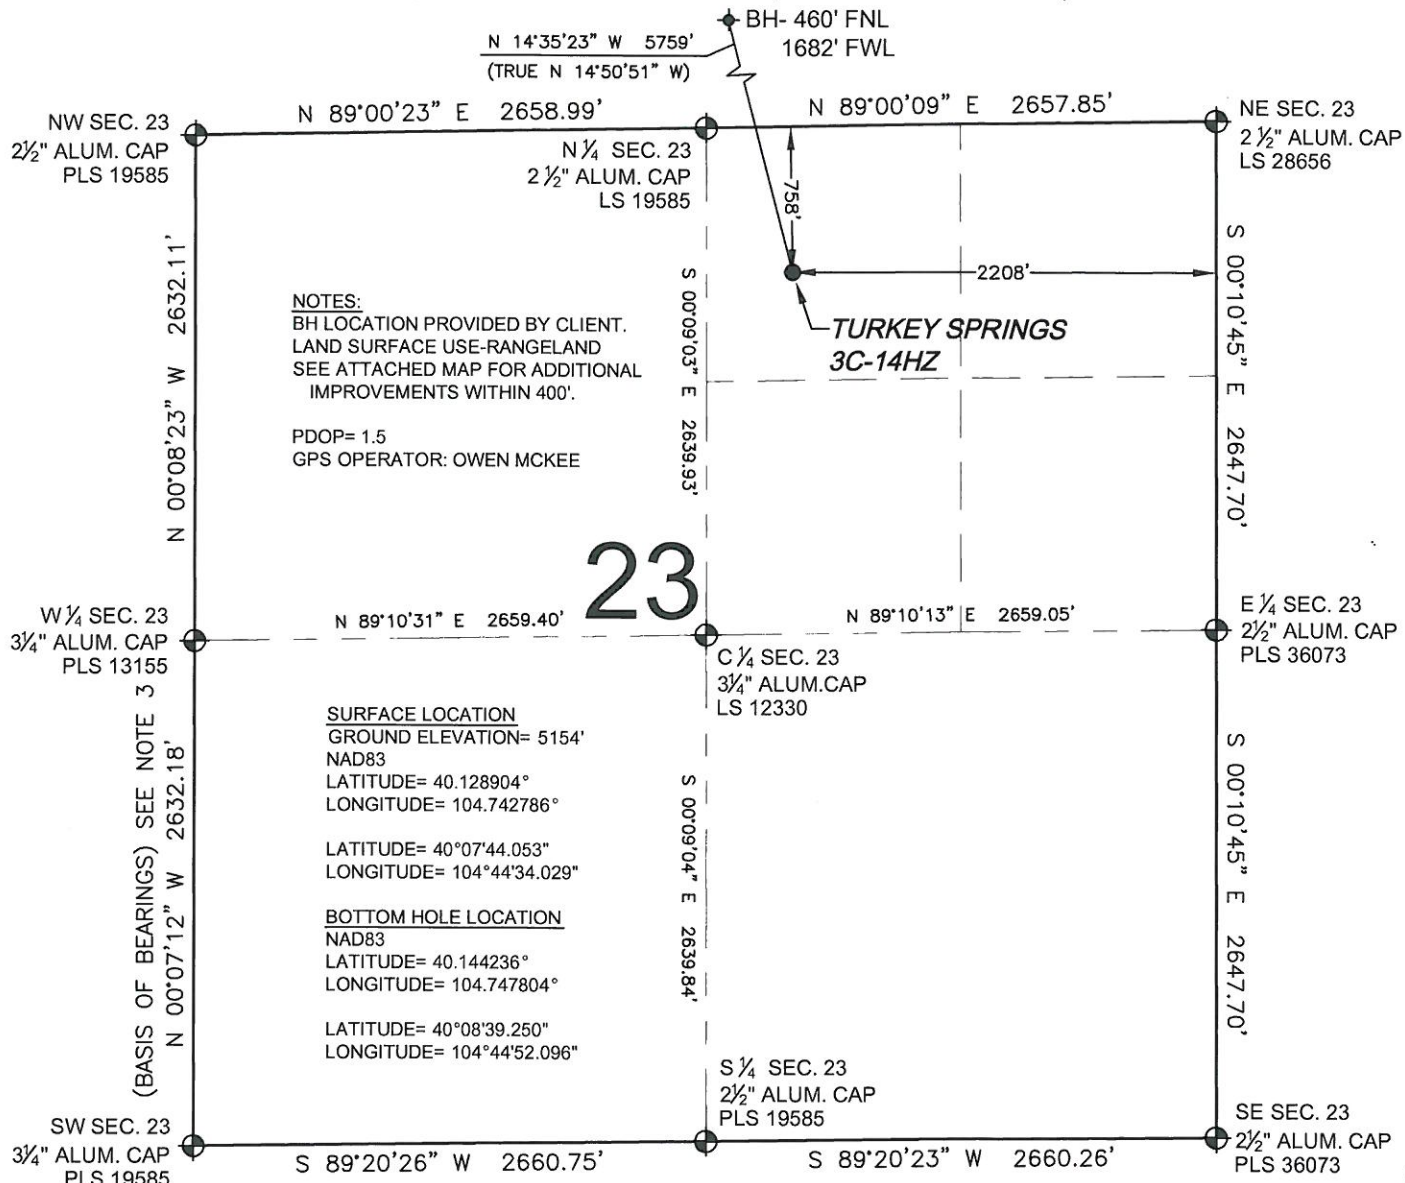 BH- 460' FNL
1682' FWL
N 14°35'23" W 5759'
(TRUE N 14°50'51" W)
N 89°00'23" E 2658.99'
N 89°00'09" E 2657.85'
NW SEC. 23
2½" ALUM. CAP
PLS 19585
N ¼ SEC. 23
2 ½" ALUM. CAP
LS 19585
NE SEC. 23
2 ½" ALUM. CAP
LS 28656
758'
2208'
TURKEY SPRINGS
3C-14HZ
N 00°08'23" W 2632.11'
NOTES:
BH LOCATION PROVIDED BY CLIENT.
LAND SURFACE USE-RANGELAND
SEE ATTACHED MAP FOR ADDITIONAL
IMPROVEMENTS WITHIN 400'.
PDOP= 1.5
GPS OPERATOR: OWEN MCKEE
S 00°09'03" E 2639.93'
S 00°10'45" E 2647.70'
23
W ¼ SEC. 23
3¼" ALUM. CAP
PLS 13155
N 89°10'31" E 2659.40'
N 89°10'13" E 2659.05'
E ¼ SEC. 23
2½" ALUM. CAP
PLS 36073
C ¼ SEC. 23
3¼" ALUM.CAP
LS 12330
(BASIS OF BEARINGS) SEE NOTE 3
N 00°07'12" W 2632.18'
SURFACE LOCATION
GROUND ELEVATION= 5154'
NAD83
LATITUDE= 40.128904°
LONGITUDE= 104.742786°
LATITUDE= 40°07'44.053"
LONGITUDE= 104°44'34.029"
BOTTOM HOLE LOCATION
NAD83
LATITUDE= 40.144236°
LONGITUDE= 104.747804°
LATITUDE= 40°08'39.250"
LONGITUDE= 104°44'52.096"
S 00°09'04" E 2639.84'
S 00°10'45" E 2647.70'
SW SEC. 23
3¼" ALUM. CAP
PLS 19585
S ¼ SEC. 23
2½" ALUM. CAP
PLS 19585
SE SEC. 23
2½" ALUM. CAP
PLS 36073
S 89°20'26" W 2660.75'
S 89°20'23" W 2660.26'